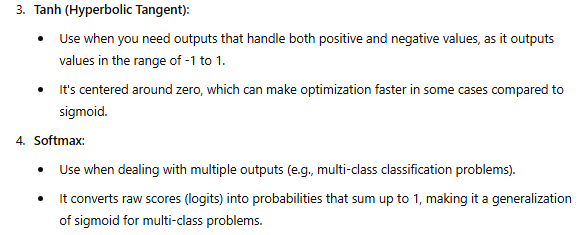 3. Tanh (Hyperbolic Tangent):
• Use when you need outputs that handle both positive and negative values, as it outputs
values in the range of -1 to 1.
• It's centered around zero, which can make optimization faster in some cases compared to
sigmoid.
4. Softmax:
• Use when dealing with multiple outputs (e.g., multi-class classification problems).
• It converts raw scores (logits) into probabilities that sum up to 1, making it a generalization
of sigmoid for multi-class problems.